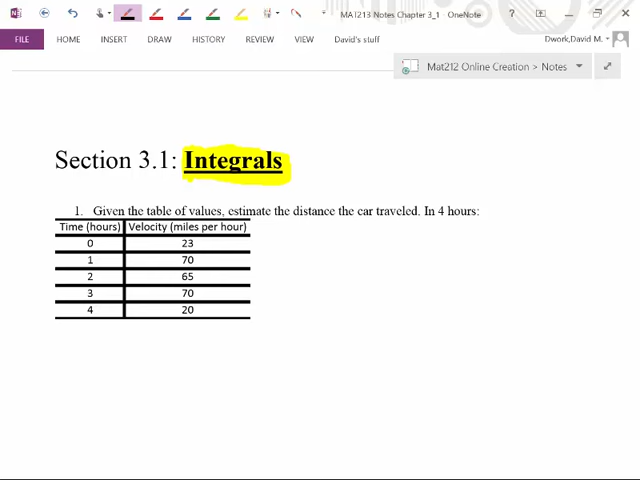 MAT213 Notes Chapter 3_1 - OneNote
FILE HOME INSERT DRAW HISTORY REVIEW VIEW David's stuff Dwork,David M.
Mat212 Online Creation > Notes
Section 3.1: Integrals
1. Given the table of values, estimate the distance the car traveled. In 4 hours:
Time (hours) Velocity (miles per hour)
0 23
1 70
2 65
3 70
4 20